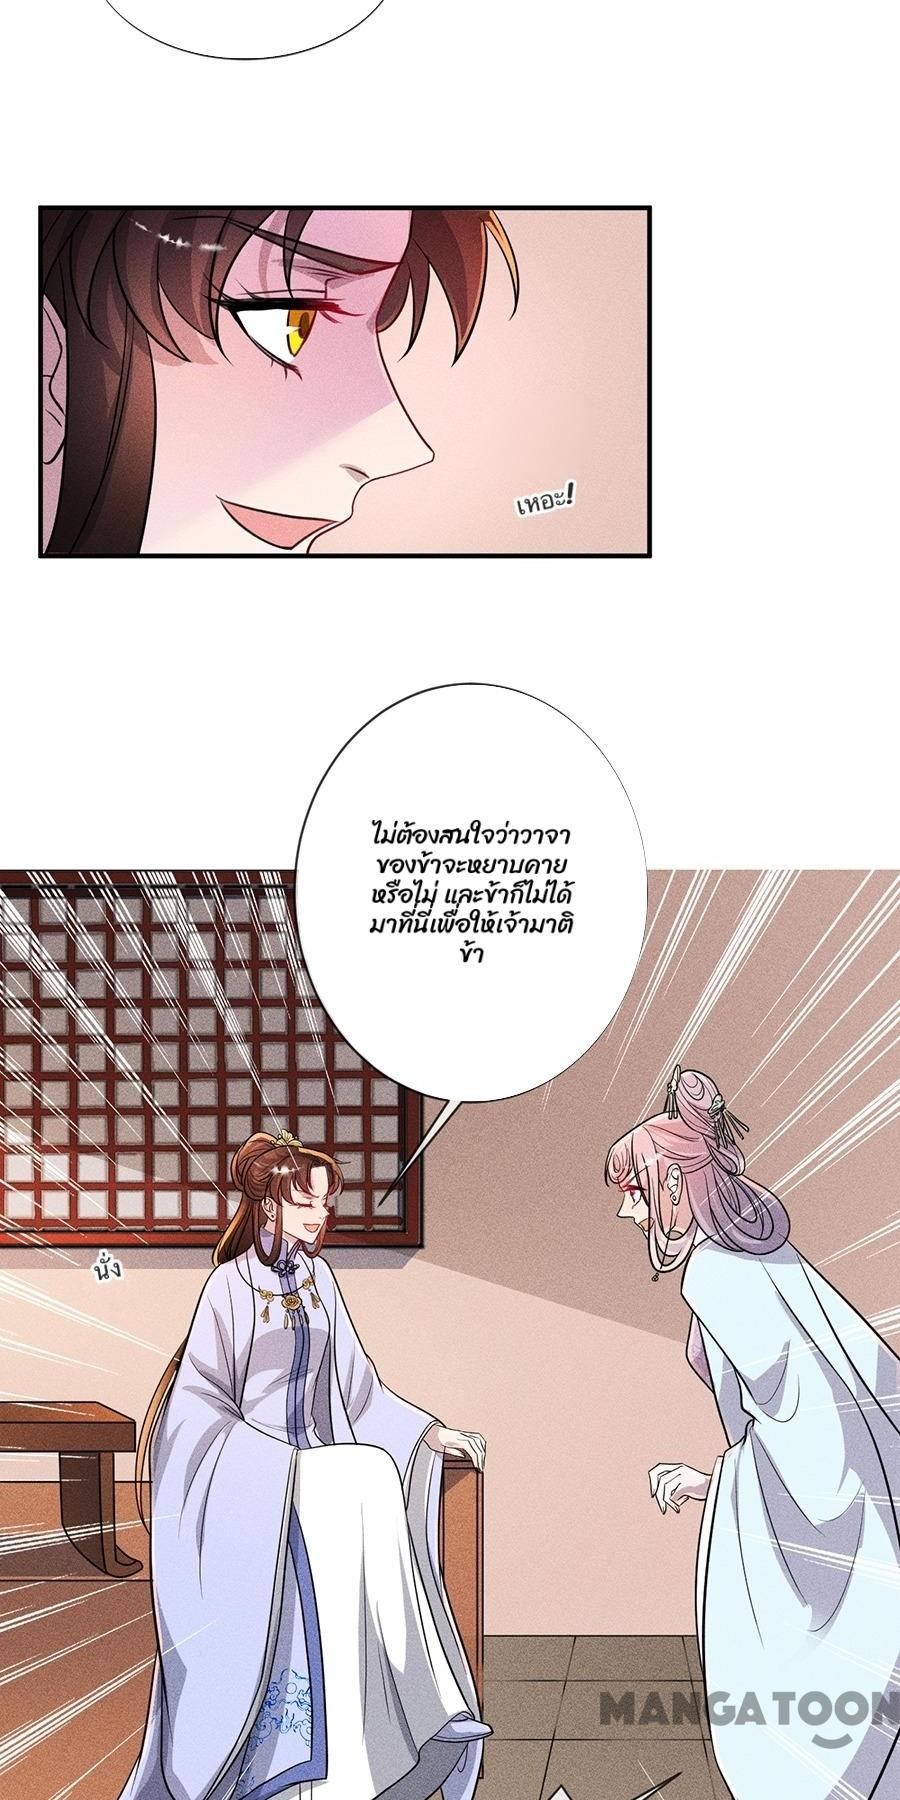 เหอะ!
ไม่ต้องสนใจว่าวาจา
ของข้าจะหยาบคาย
หรือไม่ และข้าก็ไม่ได้
มาที่นี่เพื่อให้เจ้ามาติ
ข้า
นั่ง
MANGATOON